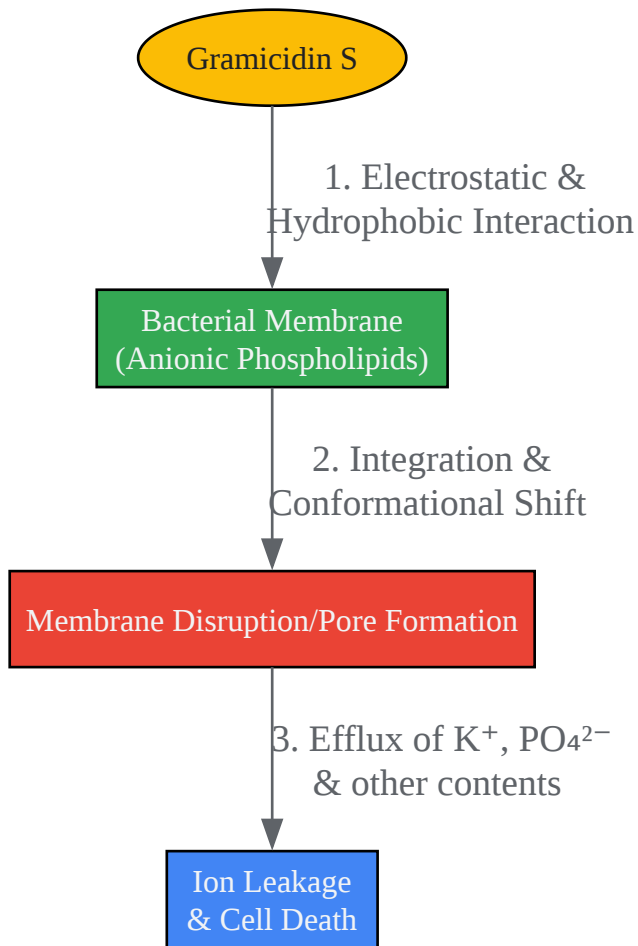 Gramicidin S
1. Electrostatic &
Hydrophobic Interaction
Bacterial Membrane
(Anionic Phospholipids)
2. Integration &
Conformational Shift
Membrane Disruption/Pore Formation
3. Efflux of K⁺, PO₄²⁻
& other contents
Ion Leakage
& Cell Death